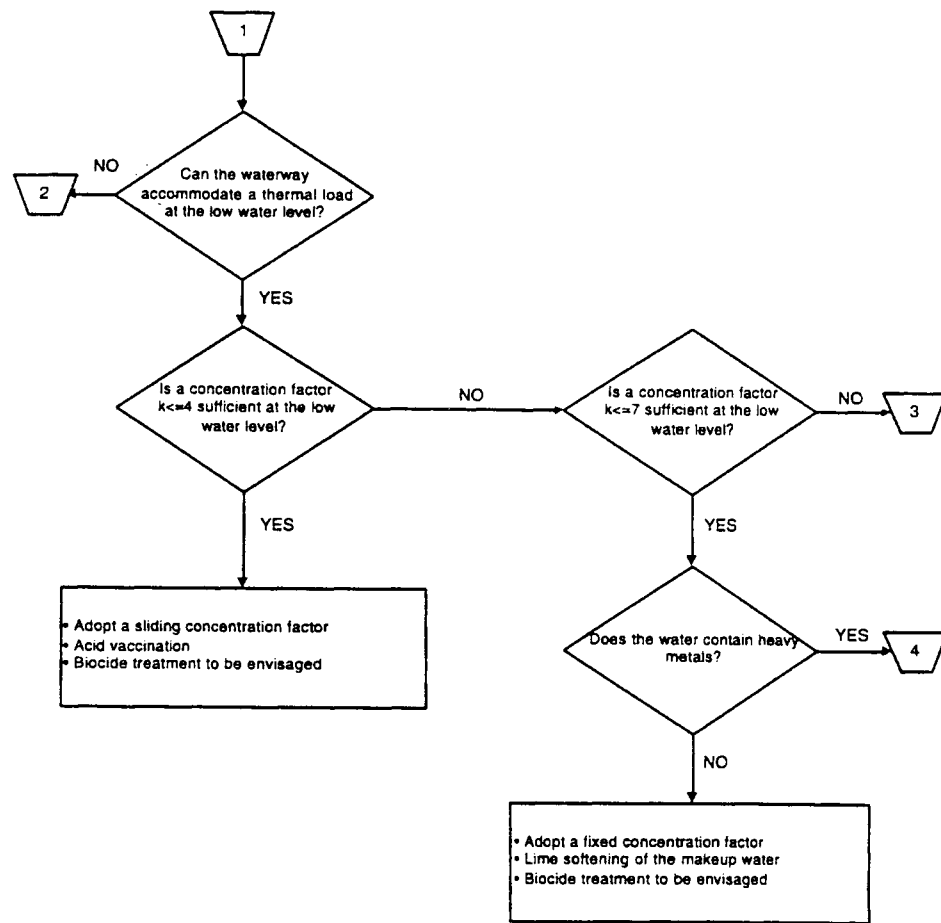 1
NO
2
Can the waterway
accommodate a thermal load
at the low water level?
YES
Is a concentration factor
k<=4 sufficient at the low
water level?
NO
Is a concentration factor
k<=7 sufficient at the low
water level?
NO
3
YES
YES
• Adopt a sliding concentration factor
• Acid vaccination
• Biocide treatment to be envisaged
Does the water contain heavy
metals?
YES
4
NO
• Adopt a fixed concentration factor
• Lime softening of the makeup water
• Biocide treatment to be envisaged